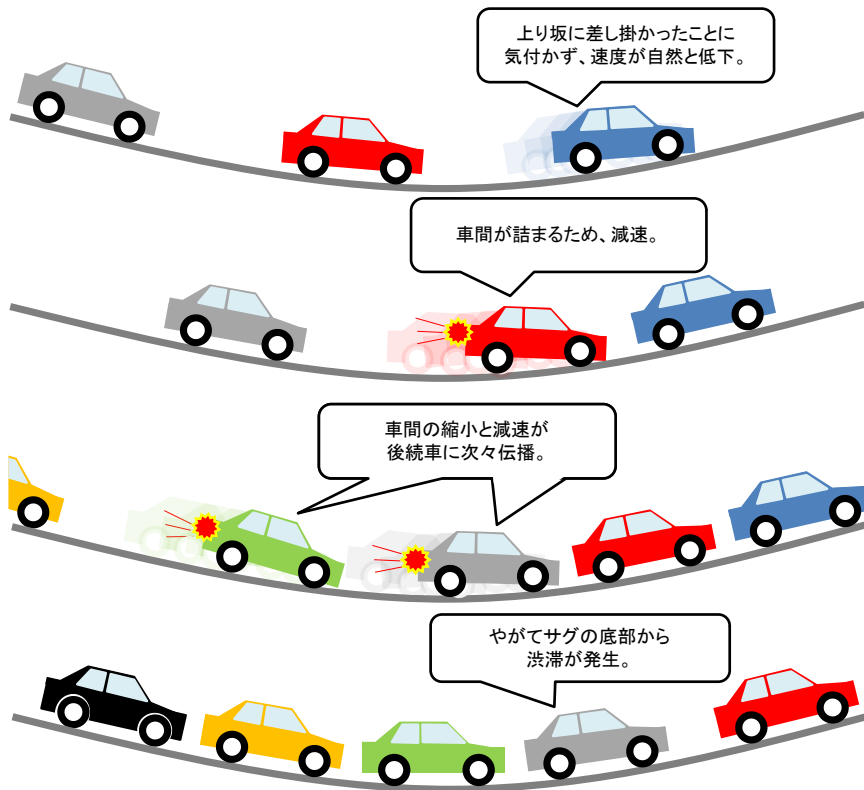 上り坂に差し掛かったことに
気付かず、速度が自然と低下。
車間が詰まるため、減速。
車間の縮小と減速が
後続車に次々伝播。
やがてサグの底部から
渋滞が発生。